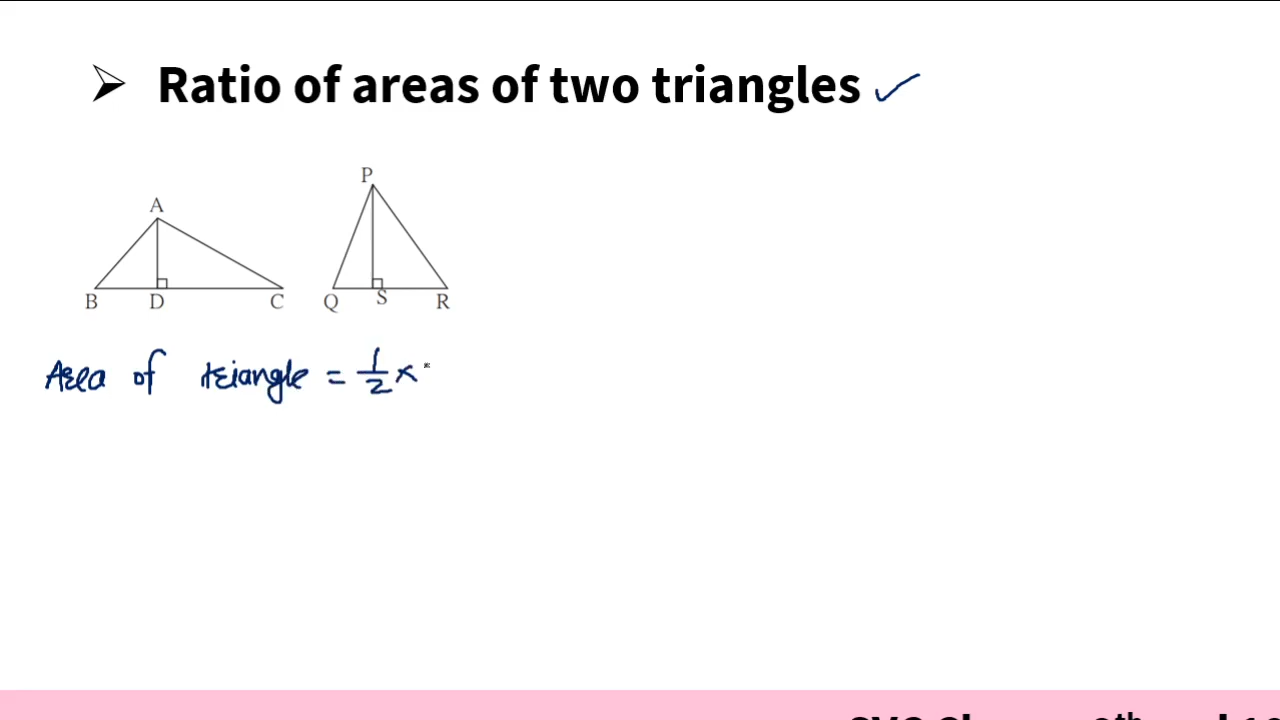 ➢ Ratio of areas of two triangles ✓
A
P
B D C
Q S R
Area of triangle = 1/2 ×